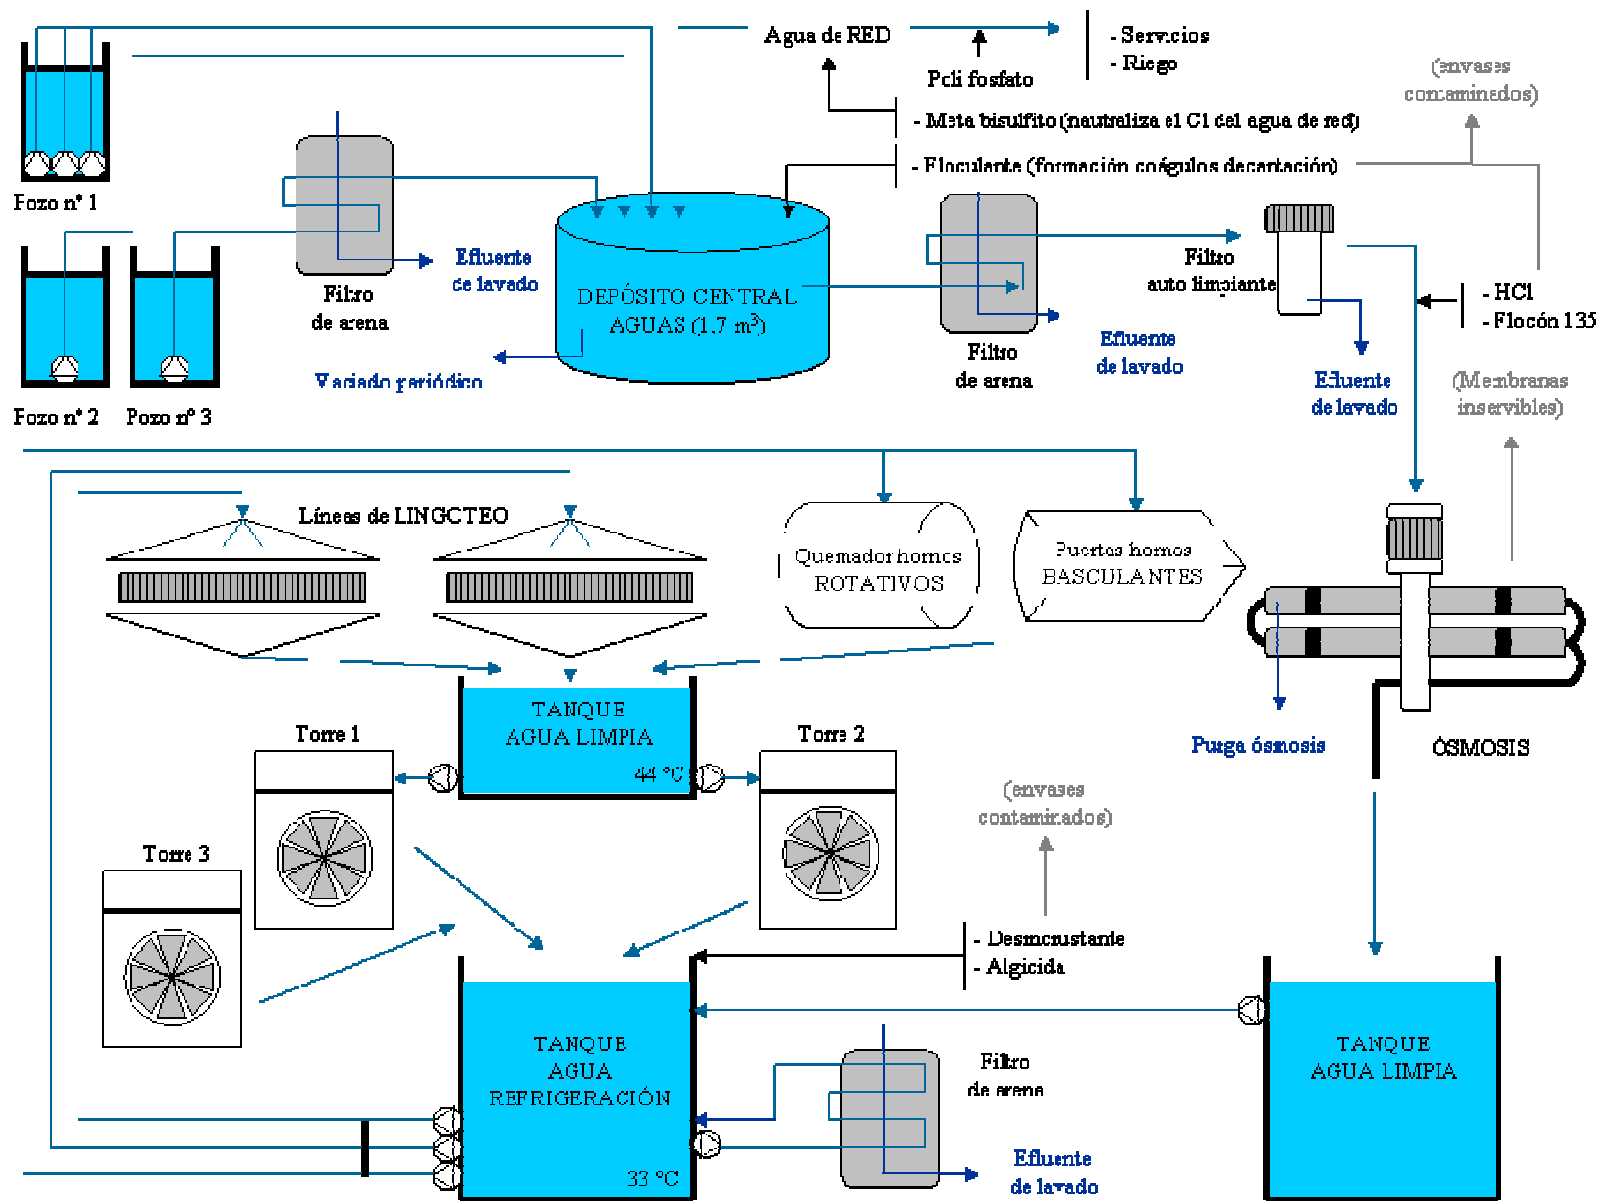 Agua de RED
- Servicios
- Riego
Poli fosfato
(envases
contaminados)
- Meta bisulfito (nautraliza el Cl del agua de red)
- Floculante (formación coágulos decantación)
Pozo nº 1
Filtro
de arena
Efluente
de lavado
DEPÓSITO CENTRAL
AGUAS (1.7 m³)
Vaciado periódico
Filtro
de arena
Efluente
de lavado
Filtro
auto limpiante
Efluente
de lavado
- HCl
- Flocón 135
(Membranas
inservibles)
Pozo nº 2
Pozo nº 3
Líneas de LINGOTEO
Quemador hornos
ROTATIVOS
Puertas hornos
BASCULANTES
TANQUE
AGUA LIMPIA
44 °C
Torre 1
Torre 2
Torre 3
Purga ósmosis
ÓSMOSIS
(envases
contaminados)
- Desincrustante
- Algicida
TANQUE
AGUA
REFRIGERACIÓN
33 °C
Filtro
de arena
Efluente
de lavado
TANQUE
AGUA LIMPIA